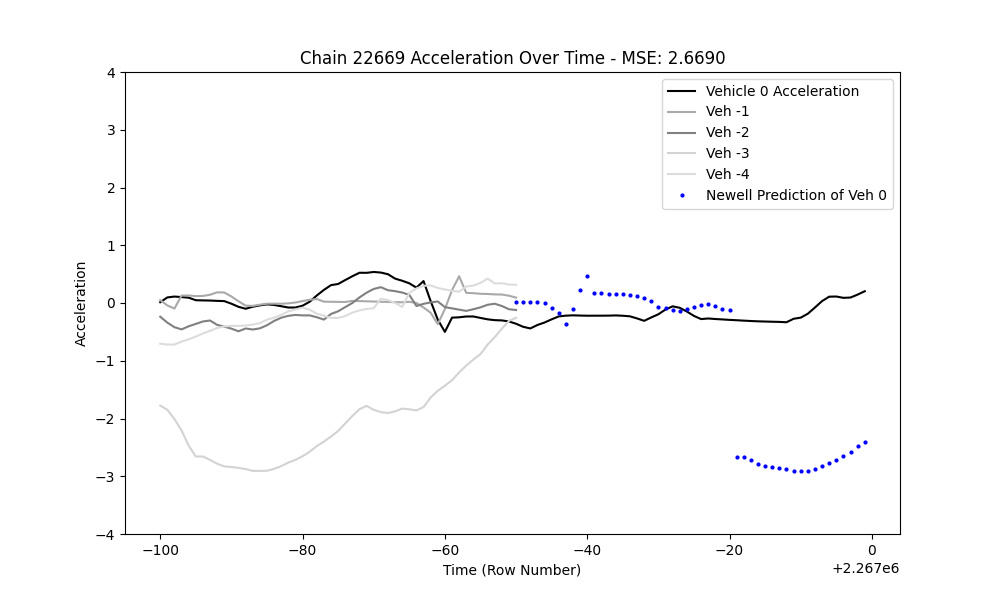 Chain 22669 Acceleration Over Time - MSE: 2.6690
Acceleration
4
3
2
1
0
−1
−2
−3
−4
Vehicle 0 Acceleration
Veh -1
Veh -2
Veh -3
Veh -4
Newell Prediction of Veh 0
−100
−80
−60
−40
−20
0
Time (Row Number)
+2.267e6